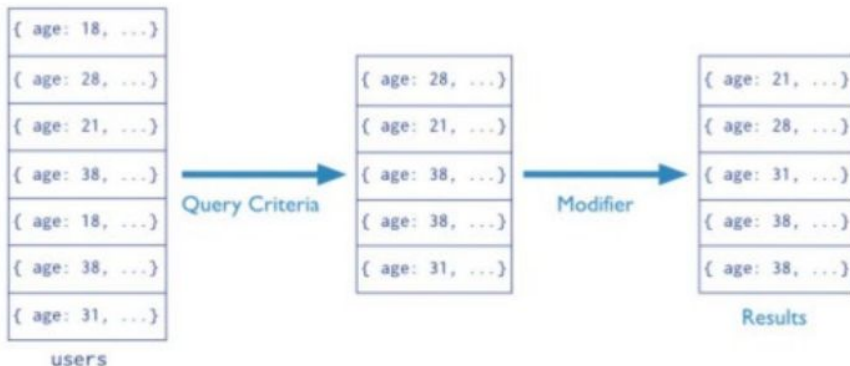 { age: 18, ...}
{ age: 28, ...}
{ age: 21, ...}
{ age: 38, ...}
{ age: 18, ...}
{ age: 38, ...}
{ age: 31, ...}
users
Query Criteria
{ age: 28, ...}
{ age: 21, ...}
{ age: 38, ...}
{ age: 38, ...}
{ age: 31, ...}
Modifier
{ age: 21, ...}
{ age: 28, ...}
{ age: 31, ...}
{ age: 38, ...}
{ age: 38, ...}
Results